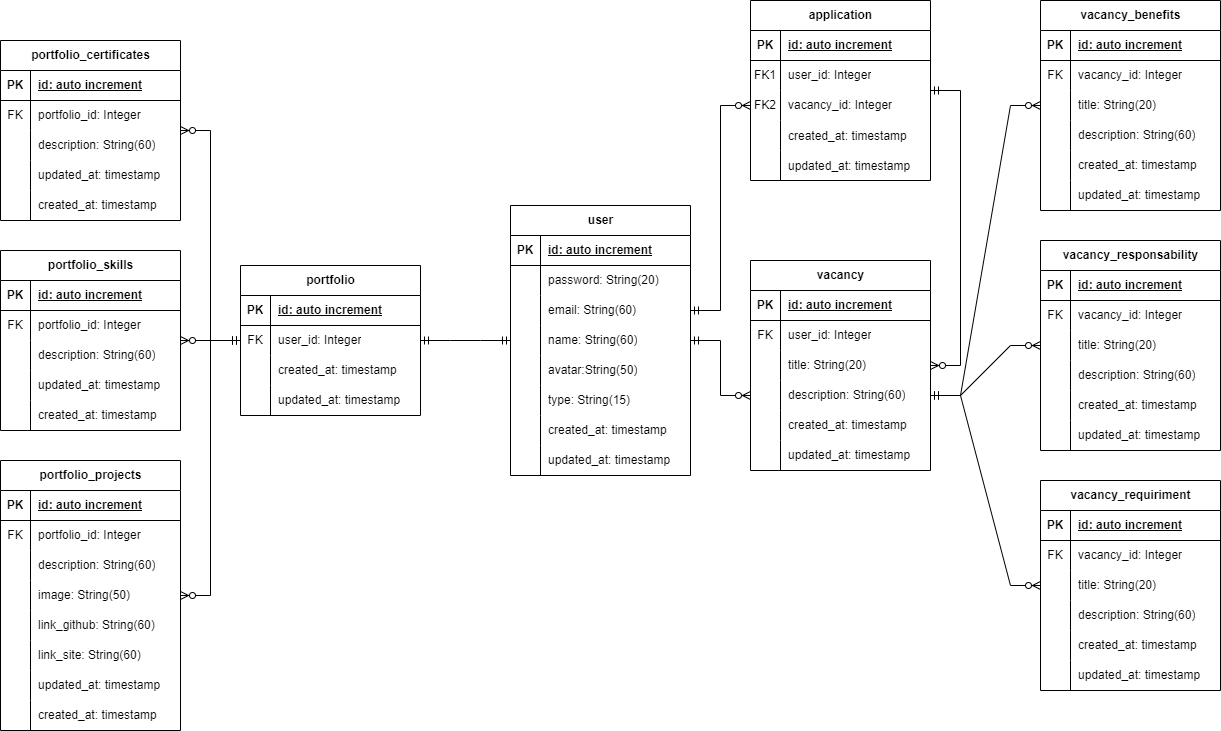 portfolio_certificates
PK id: auto increment
FK portfolio_id: Integer
description: String(60)
updated_at: timestamp
created_at: timestamp
portfolio_skills
PK id: auto increment
FK portfolio_id: Integer
description: String(60)
updated_at: timestamp
created_at: timestamp
portfolio_projects
PK id: auto increment
FK portfolio_id: Integer
description: String(60)
image: String(50)
link_github: String(60)
link_site: String(60)
updated_at: timestamp
created_at: timestamp
portfolio
PK id: auto increment
FK user_id: Integer
created_at: timestamp
updated_at: timestamp
user
PK id: auto increment
password: String(20)
email: String(60)
name: String(60)
avatar:String(50)
type: String(15)
created_at: timestamp
updated_at: timestamp
application
PK id: auto increment
FK1 user_id: Integer
FK2 vacancy_id: Integer
created_at: timestamp
updated_at: timestamp
vacancy
PK id: auto increment
FK user_id: Integer
title: String(20)
description: String(60)
created_at: timestamp
updated_at: timestamp
vacancy_benefits
PK id: auto increment
FK vacancy_id: Integer
title: String(20)
description: String(60)
created_at: timestamp
updated_at: timestamp
vacancy_responsability
PK id: auto increment
FK vacancy_id: Integer
title: String(20)
description: String(60)
created_at: timestamp
updated_at: timestamp
vacancy_requiriment
PK id: auto increment
FK vacancy_id: Integer
title: String(20)
description: String(60)
created_at: timestamp
updated_at: timestamp